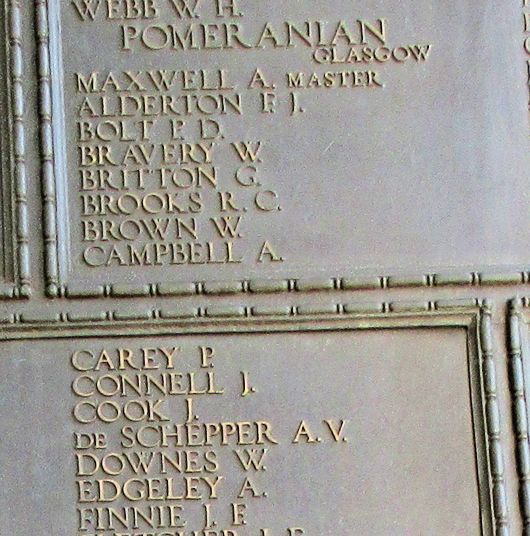 WEBB W. H.
POMERANIAN
GLASGOW
MAXWELL A. MASTER
ALDERTON F. J.
BOLT P. D.
BRAVERY W.
BRITTON G.
BROOKS R. C.
BROWN W.
CAMPBELL A.
CAREY P.
CONNELL J.
COOK J.
DE SCHEPPER A.V.
DOWNES W.
EDGELEY A.
FINNIE J. F.